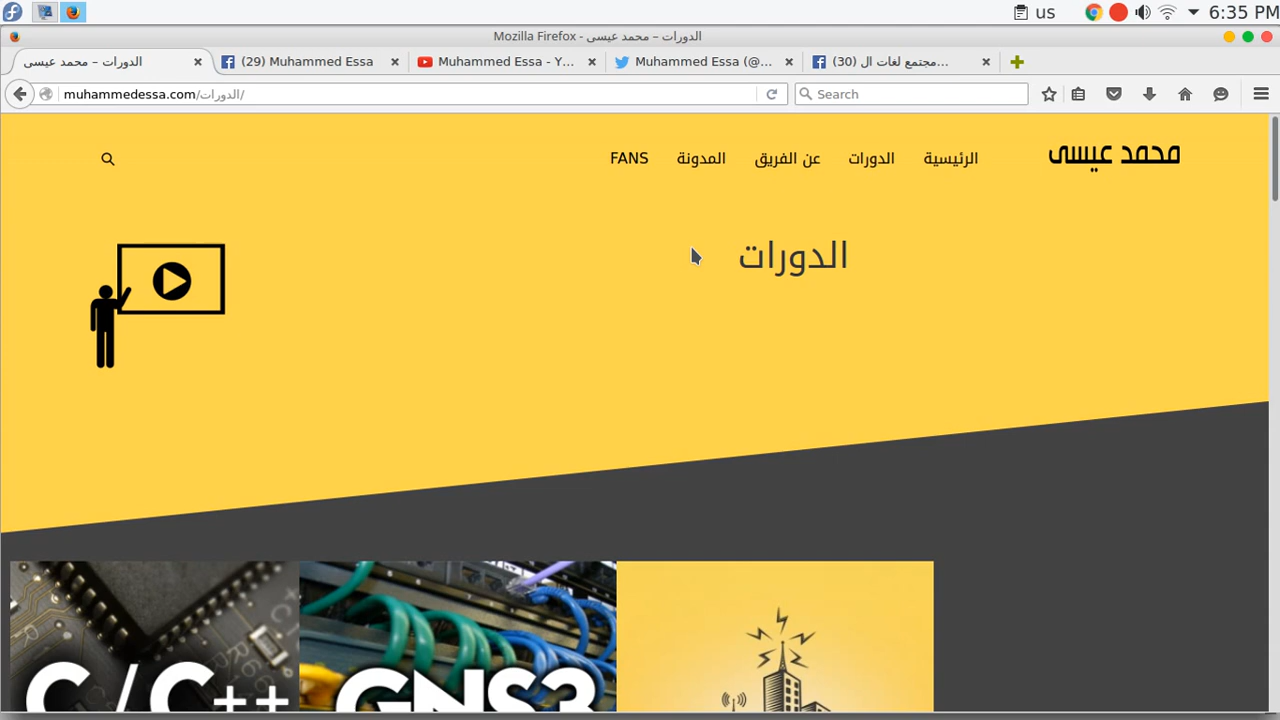 us
6:35 PM
الدورات – محمد عيسى - Mozilla Firefox
الدورات – محمد عيسى
(29) Muhammed Essa
Muhammed Essa - Y...
Muhammed Essa (@...
(30) مجتمع لغات ال...
muhammedessa.com/الدورات/
Search
محمد عيسى
الرئيسية
الدورات
عن الفريق
المدونة
FANS
الدورات
C/C++
GNS3